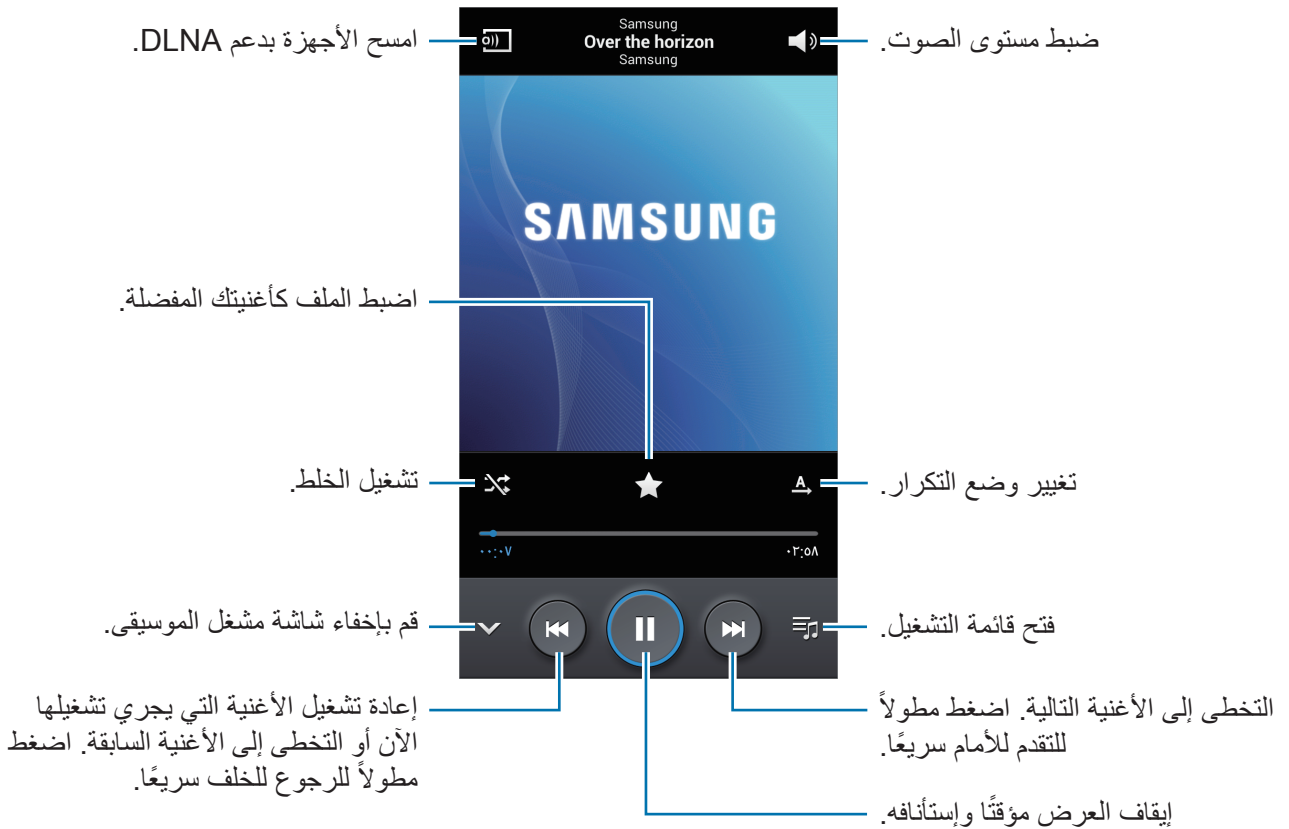 امسح الأجهزة بدعم DLNA.
Samsung
Over the horizon
Samsung
ضبط مستوى الصوت.
SAMSUNG
اضبط الملف كأغنيتك المفضلة.
تشغيل الخلط.
A
تغيير وضع التكرار.
٠٠:٠٧
٠٢:٥٨
قم بإخفاء شاشة مشغل الموسيقى.
فتح قائمة التشغيل.
إعادة تشغيل الأغنية التي يجري تشغيلها
الآن أو التخطى إلى الأغنية السابقة. اضغط
مطولاً للرجوع للخلف سريعًا.
التخطى إلى الأغنية التالية. اضغط مطولاً
للتقدم للأمام سريعًا.
إيقاف العرض مؤقتًا وإستأنافه.